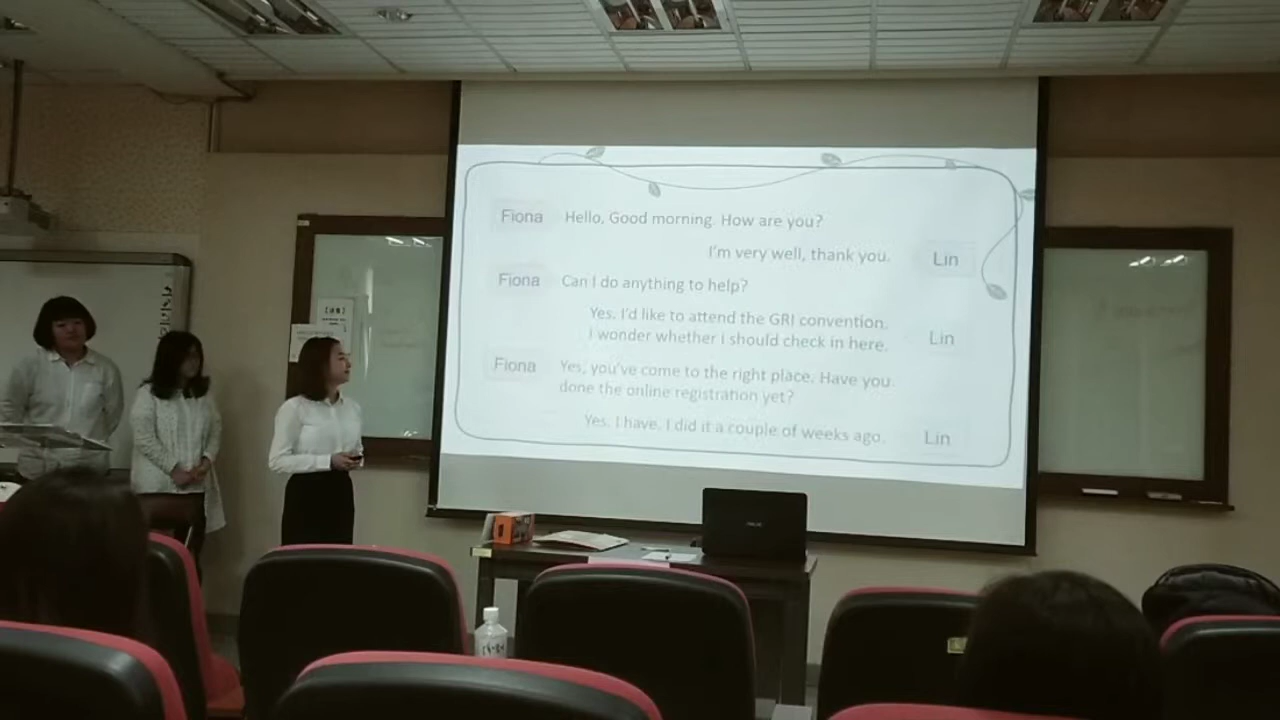 Fiona Hello, Good morning. How are you?
I'm very well, thank you. Lin
Fiona Can I do anything to help?
Yes. I'd like to attend the GRI convention.
I wonder whether I should check in here. Lin
Fiona Yes, you've come to the right place. Have you
done the online registration yet?
Yes, I have. I did it a couple of weeks ago. Lin